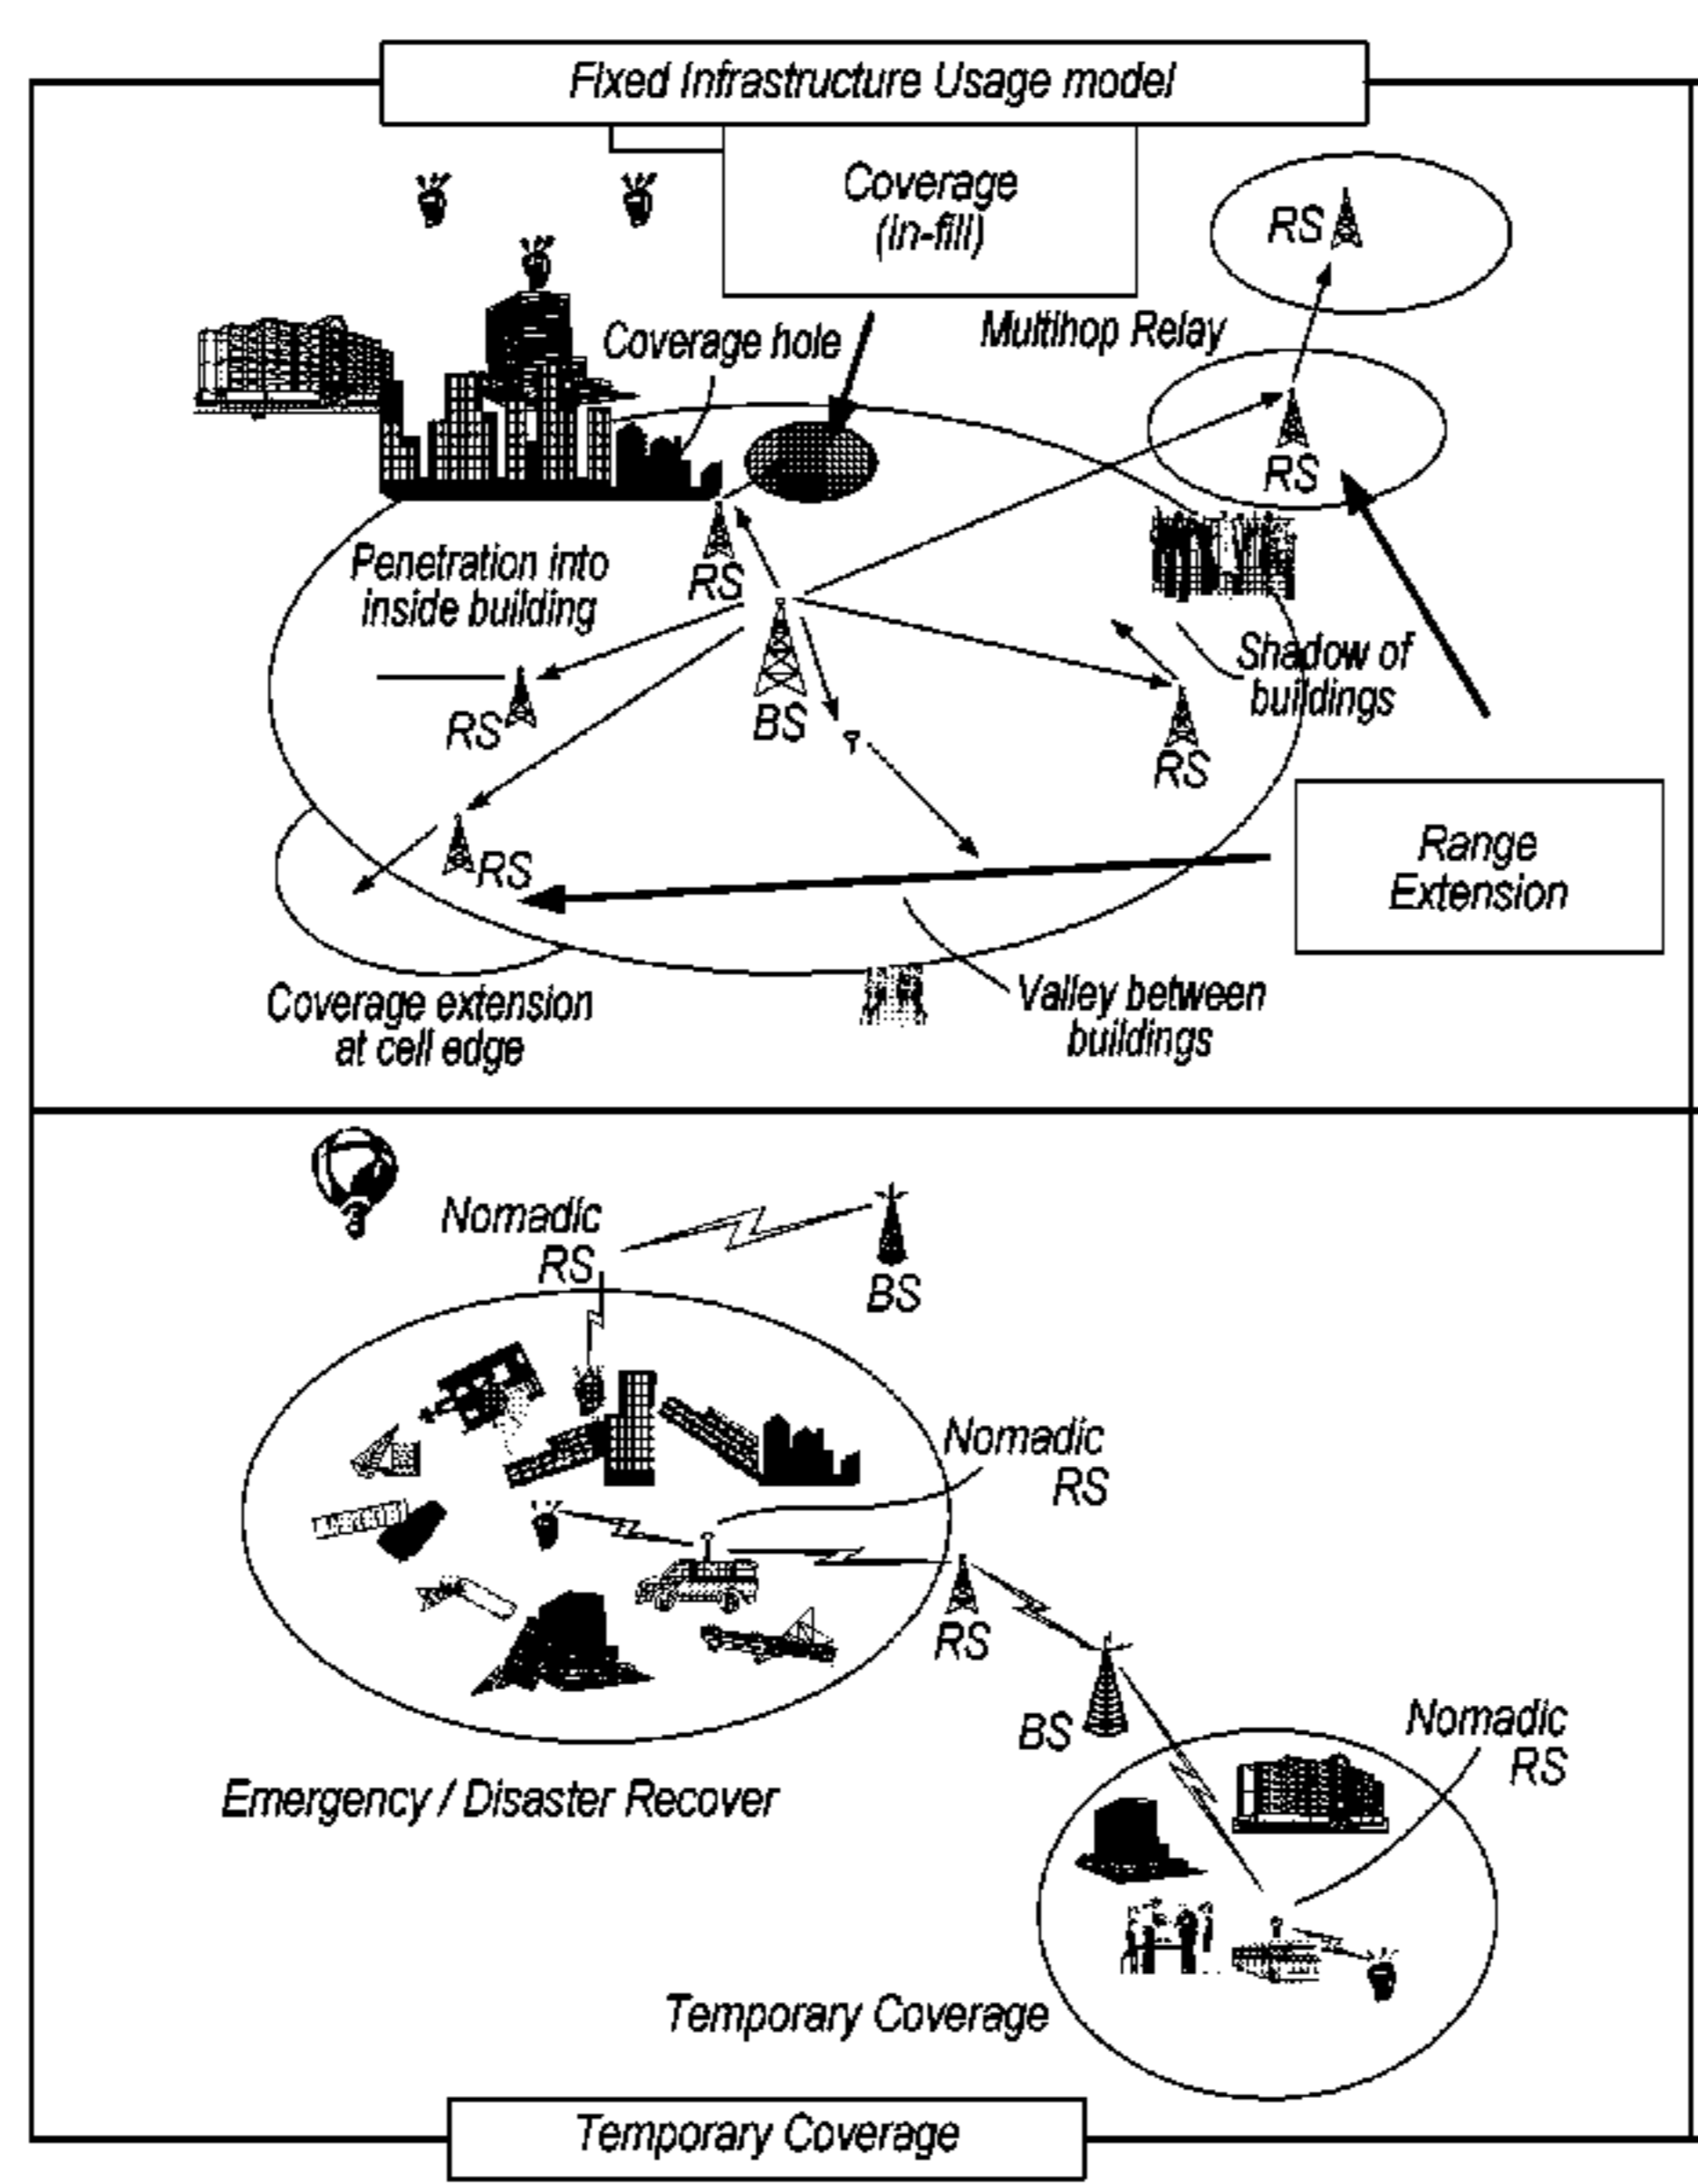 Fixed Infrastructure Usage model
Coverage
(in-fill)
RS
Coverage hole
Multihop Relay
RS
Penetration into
inside building
RS
Shadow of
buildings
RS
BS
RS
RS
Range
Extension
Coverage extension
at cell edge
Valley between
buildings
Nomadic
RS
BS
Nomadic
RS
RS
BS
Nomadic
RS
Emergency / Disaster Recover
Temporary Coverage
Temporary Coverage